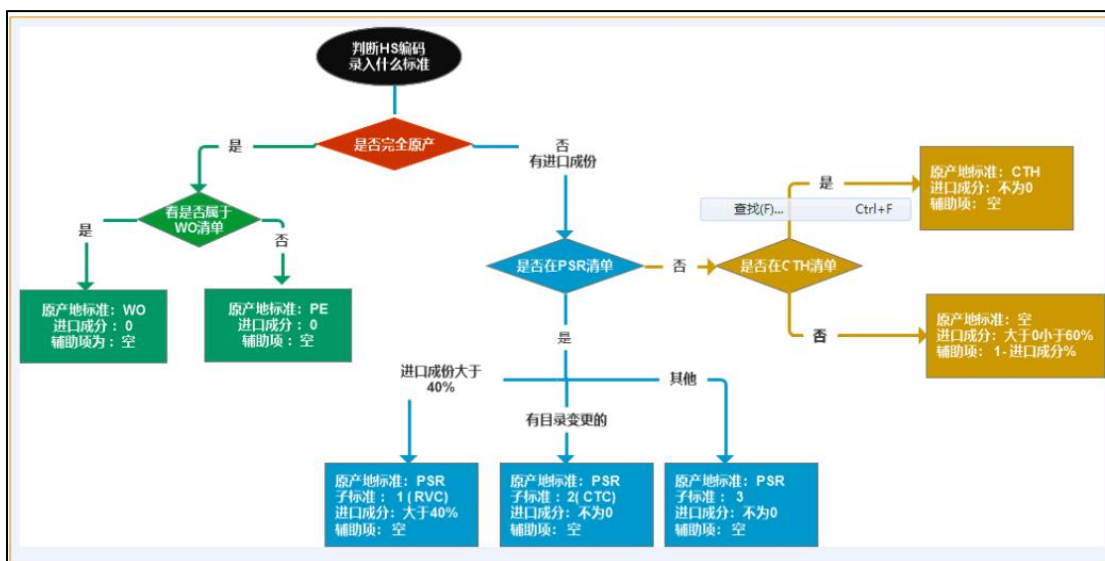 判断HS编码
录入什么标准
是否完全原产
是
否
有进口成份
看是否属于
WO清单
是
否
原产地标准：WO
进口成分：0
辅助项为：空
原产地标准：PE
进口成分：0
辅助项：空
是否在PSR清单
否
是否在CTH清单
是
查找(F)... Ctrl+F
原产地标准：CTH
进口成分：不为0
辅助项：空
否
原产地标准：空
进口成分：大于0小于60%
辅助项：1-进口成分%
是
进口成份大于
40%
有目录变更的
其他
原产地标准：PSR
子标准：1(RVC)
进口成分：大于40%
辅助项：空
原产地标准：PSR
子标准：2(CTC)
进口成分：不为0
辅助项：空
原产地标准：PSR
子标准：3
进口成分：不为0
辅助项：空